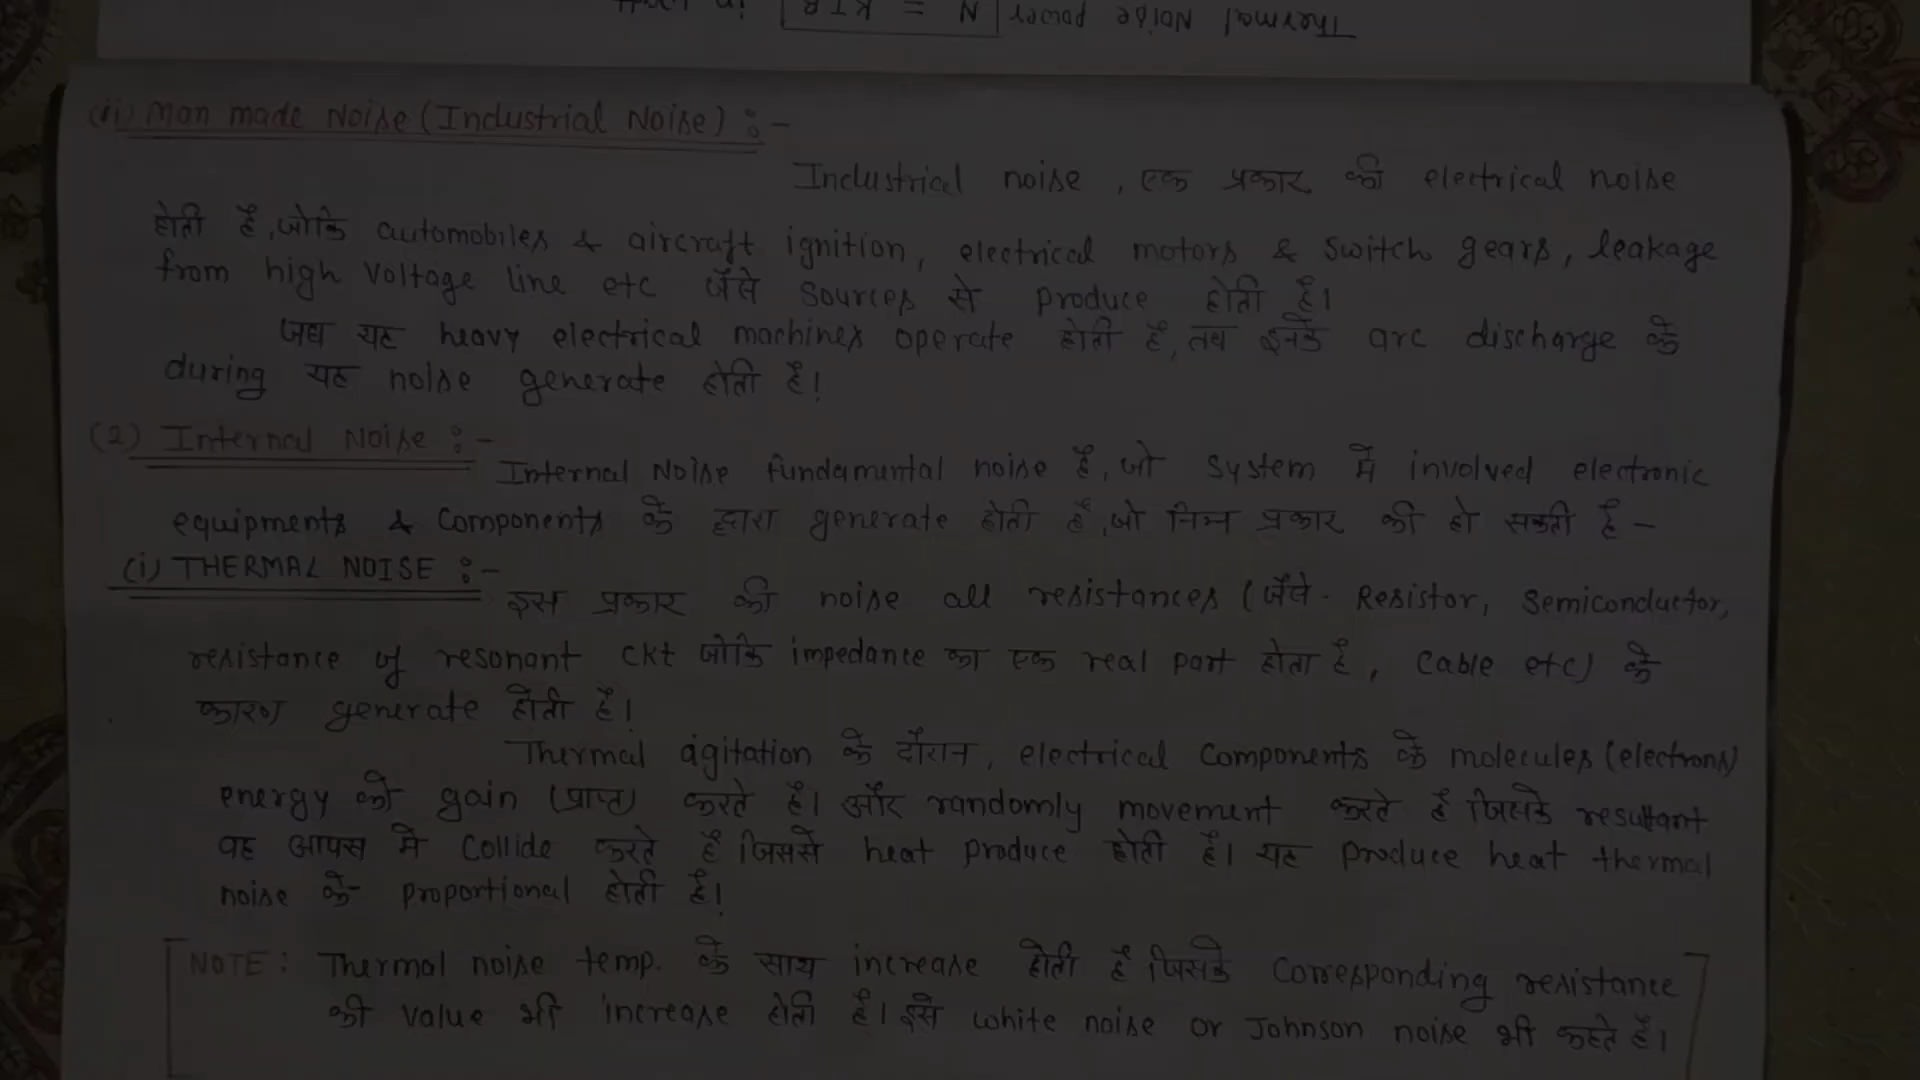 Thermal Noise power N = KTB in watt
(ii) Man made Noise (Industrial Noise) :-
Industrial noise , एक प्रकार की electrical noise
होती है, जोकि automobiles & aircraft ignition, electrical motors & switch gears, leakage
from high voltage line etc जैसे sources से produce होती है।
जब यह heavy electrical machines operate होती है, तब इनके arc discharge के
during यह noise generate होती है।
(2) Internal Noise :-
Internal Noise fundamental noise है, जो system में involved electronic
equipments & components के द्वारा generate होती है, जो निम्न प्रकार की हो सकती है -
(i) THERMAL NOISE :-
इस प्रकार की noise all resistances (जैसे - Resistor, Semiconductor,
resistance of resonant ckt जोकि impedance का एक real part होता है, cable etc) के
कारण generate होती है।
Thermal agitation के दौरान, electrical components के molecules (electrons)
energy को gain (प्राप्त) करते है। और randomly movement करते है जिसके resultant
वह आपस में collide करते है जिससे heat produce होती है। यह produce heat thermal
noise के proportional होती है।
NOTE : Thermal noise temp. के साथ increase होती है जिसके corresponding resistance
की value भी increase होती है। इसे white noise or Johnson noise भी कहते है।